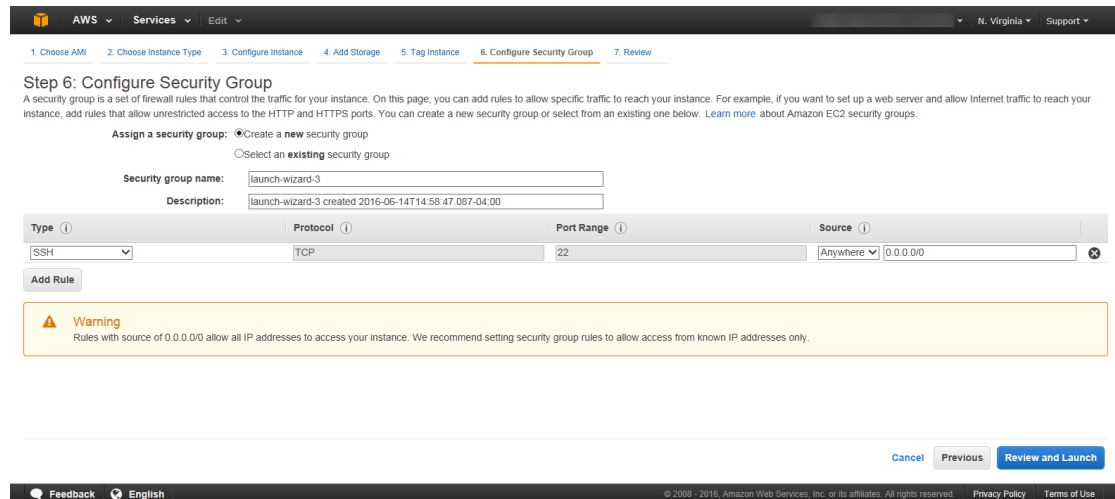 AWS Services Edit N. Virginia Support
1. Choose AMI 2. Choose Instance Type 3. Configure Instance 4. Add Storage 5. Tag Instance 6. Configure Security Group 7. Review
Step 6: Configure Security Group
A security group is a set of firewall rules that control the traffic for your instance. On this page, you can add rules to allow specific traffic to reach your instance. For example, if you want to set up a web server and allow Internet traffic to reach your
instance, add rules that allow unrestricted access to the HTTP and HTTPS ports. You can create a new security group or select from an existing one below. Learn more about Amazon EC2 security groups.
Assign a security group: Create a new security group
Select an existing security group
Security group name: launch-wizard-3
Description: launch-wizard-3 created 2016-06-14T14:58:47.087-04:00
Type Protocol Port Range Source
SSH TCP 22 Anywhere 0.0.0.0/0
Add Rule
Warning
Rules with source of 0.0.0.0/0 allow all IP addresses to access your instance. We recommend setting security group rules to allow access from known IP addresses only.
Cancel Previous Review and Launch
Feedback English © 2008 - 2016, Amazon Web Services, Inc. or its affiliates. All rights reserved. Privacy Policy Terms of Use